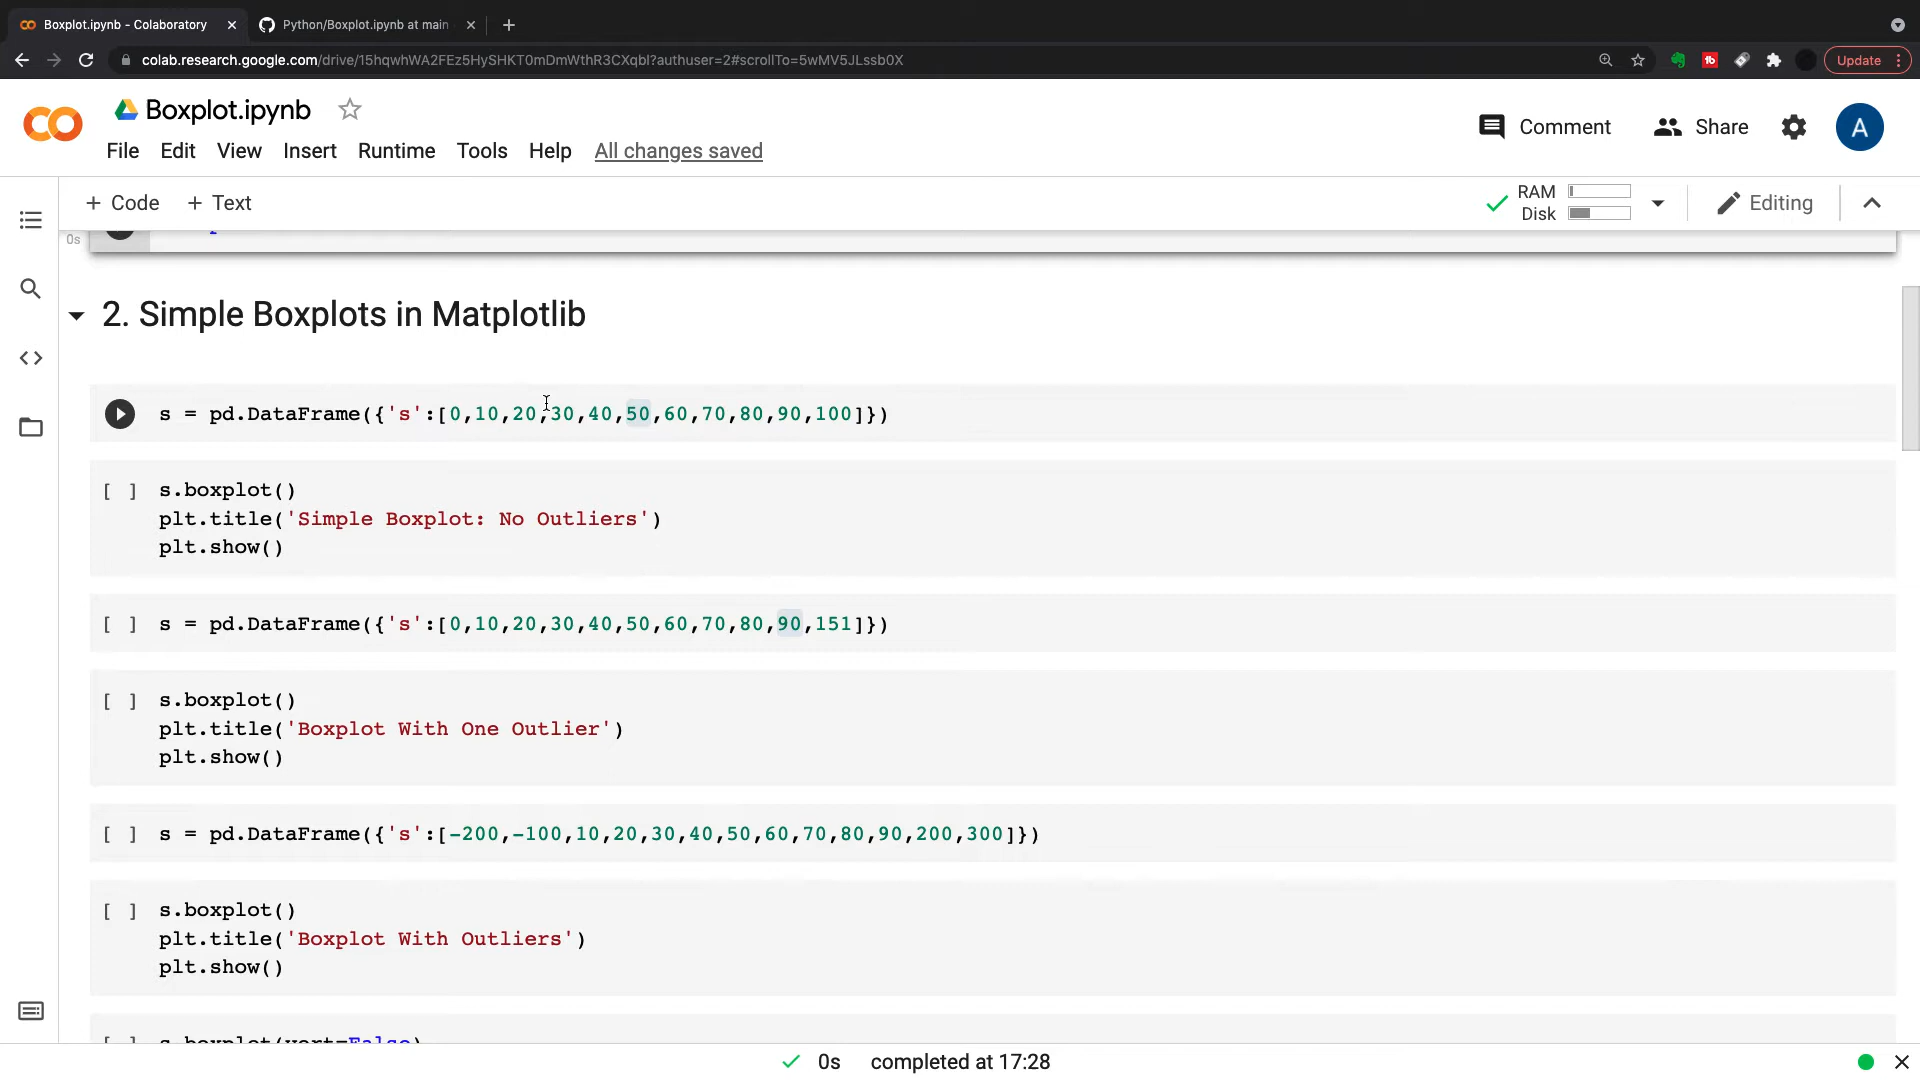 Boxplot.ipynb - Colaboratory
Python/Boxplot.ipynb at main
colab.research.google.com/drive/15hqwhWA2FEz5HySHKT0mDmWthR3CXqbl?authuser=2#scrollTo=5wMV5JLssb0X
Update
Boxplot.ipynb
Comment
Share
A
File Edit View Insert Runtime Tools Help All changes saved
+ Code + Text
RAM
Disk
Editing
0s
2. Simple Boxplots in Matplotlib
s = pd.DataFrame({'s':[0,10,20,30,40,50,60,70,80,90,100]})
[ ] s.boxplot()
plt.title('Simple Boxplot: No Outliers')
plt.show()
[ ] s = pd.DataFrame({'s':[0,10,20,30,40,50,60,70,80,90,151]})
[ ] s.boxplot()
plt.title('Boxplot With One Outlier')
plt.show()
[ ] s = pd.DataFrame({'s':[-200,-100,10,20,30,40,50,60,70,80,90,200,300]})
[ ] s.boxplot()
plt.title('Boxplot With Outliers')
plt.show()
[ ] s.boxplot(vert=False)
0s completed at 17:28